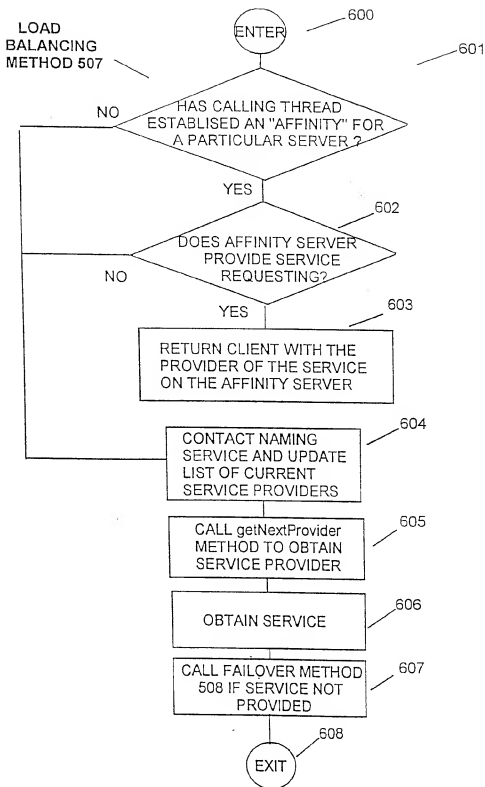 LOAD
BALANCING
METHOD 507
ENTER
600
601
HAS CALLING THREAD
ESTABLISED AN "AFFINITY" FOR
A PARTICULAR SERVER ?
NO
YES
602
DOES AFFINITY SERVER
PROVIDE SERVICE
REQUESTING?
NO
YES
603
RETURN CLIENT WITH THE
PROVIDER OF THE SERVICE
ON THE AFFINITY SERVER
604
CONTACT NAMING
SERVICE AND UPDATE
LIST OF CURRENT
SERVICE PROVIDERS
605
CALL getNextProvider
METHOD TO OBTAIN
SERVICE PROVIDER
606
OBTAIN SERVICE
607
CALL FAILOVER METHOD
508 IF SERVICE NOT
PROVIDED
608
EXIT